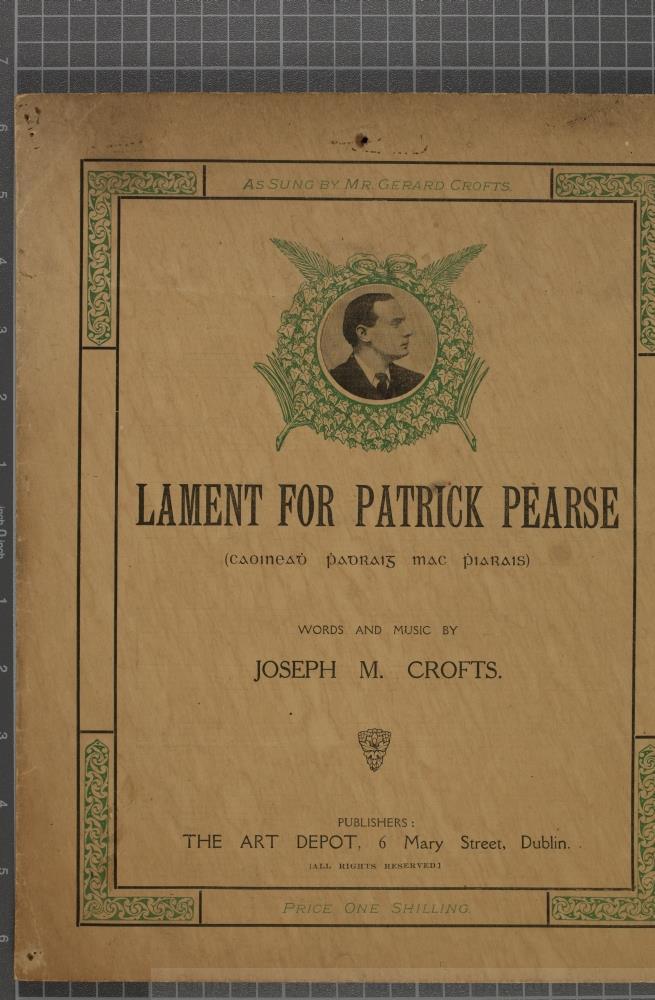 AS SUNG BY MR. GERARD CROFTS.
LAMENT FOR PATRICK PEARSE
(caoineaḋ ṗadraig mac ṗiarais)
WORDS AND MUSIC BY
JOSEPH M. CROFTS.
PUBLISHERS:
THE ART DEPOT, 6 Mary Street, Dublin.
[ALL RIGHTS RESERVED]
PRICE ONE SHILLING.